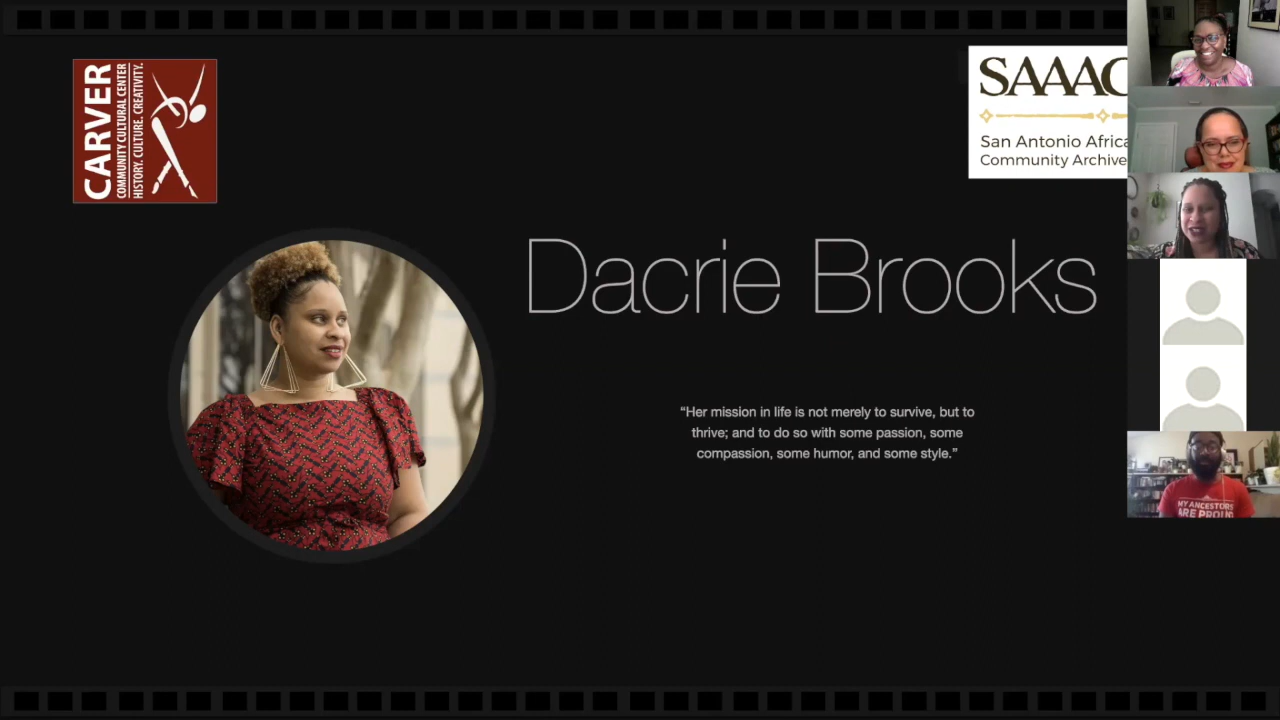 CARVER
COMMUNITY CULTURAL CENTER
HISTORY. CULTURE. CREATIVITY.
SAAAC
San Antonio Africa
Community Archive
Dacrie Brooks
“Her mission in life is not merely to survive, but to
thrive; and to do so with some passion, some
compassion, some humor, and some style.”
MY ANCESTORS
ARE PROUD